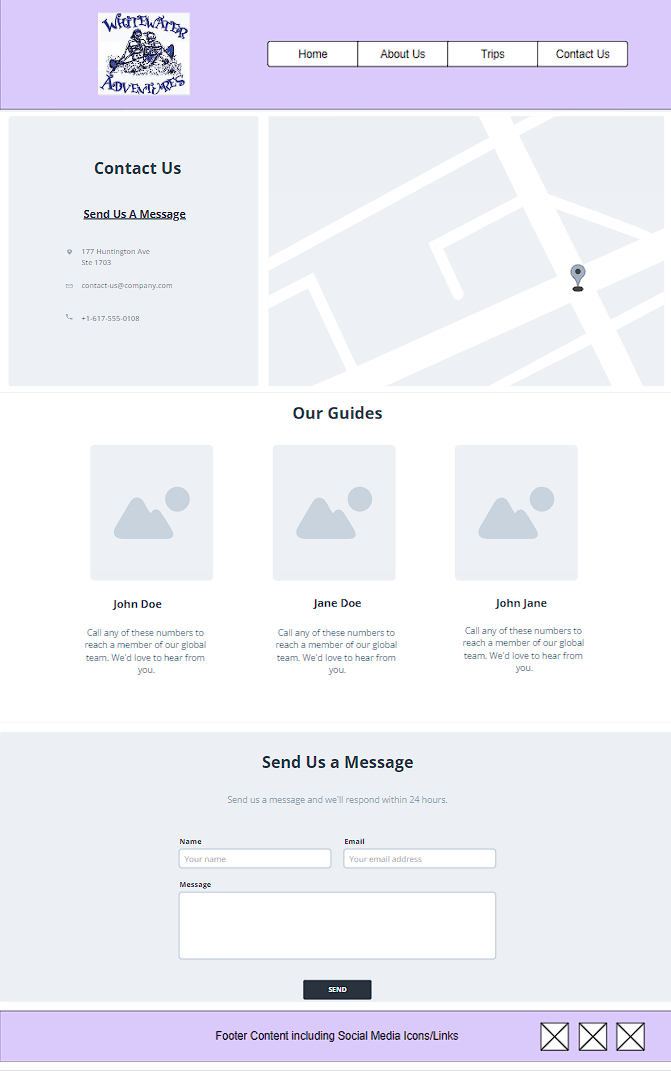 WHITEWATER
ADVENTURES
Home
About Us
Trips
Contact Us
Contact Us
Send Us A Message
177 Huntington Ave
Ste 1703
contact-us@company.com
+1-617-555-0108
Our Guides
John Doe
Call any of these numbers to
reach a member of our global
team. We'd love to hear from
you.
Jane Doe
Call any of these numbers to
reach a member of our global
team. We'd love to hear from
you.
John Jane
Call any of these numbers to
reach a member of our global
team. We'd love to hear from
you.
Send Us a Message
Send us a message and we'll respond within 24 hours.
Name
Email
Your name
Your email address
Message
SEND
Footer Content including Social Media Icons/Links